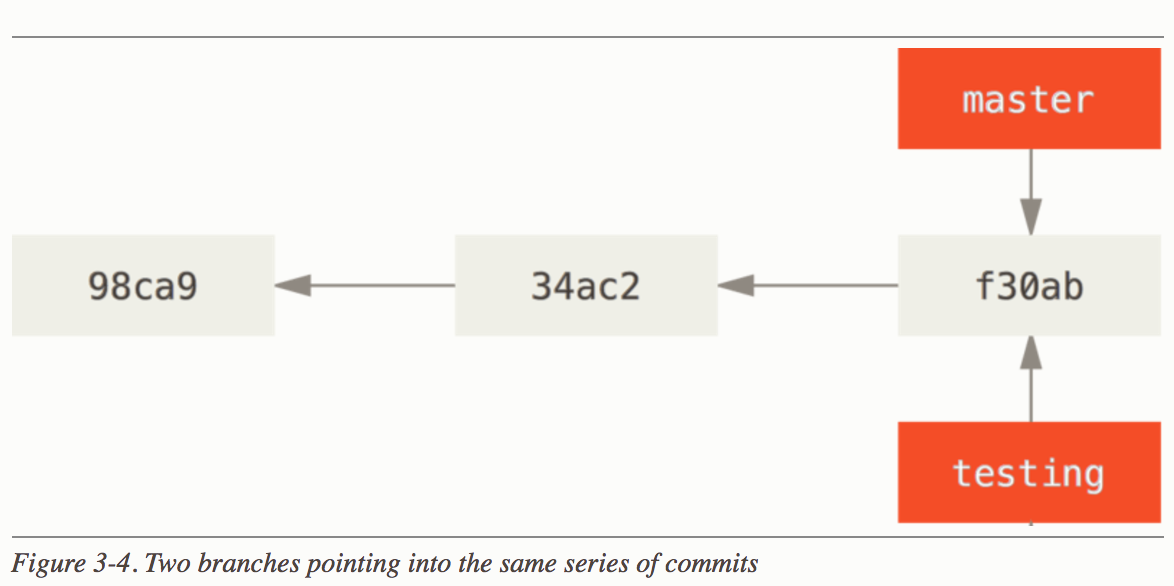 master
98ca9
34ac2
f30ab
testing
Figure 3-4. Two branches pointing into the same series of commits